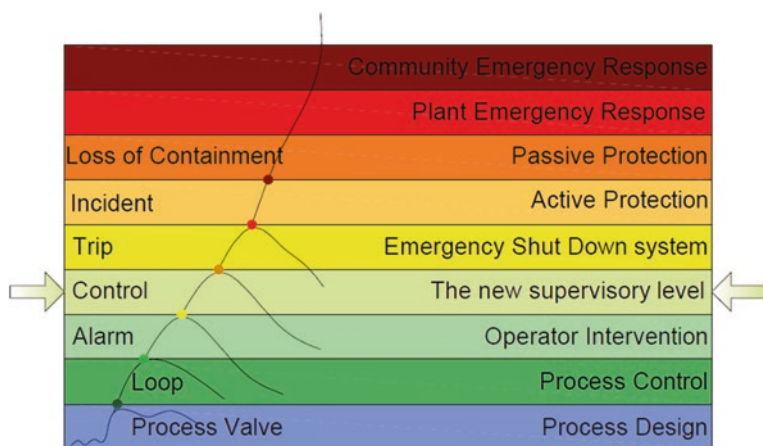 Community Emergency Response
Plant Emergency Response
Loss of Containment Passive Protection
Incident Active Protection
Trip Emergency Shut Down system
Control The new supervisory level
Alarm Operator Intervention
Loop Process Control
Process Valve Process Design